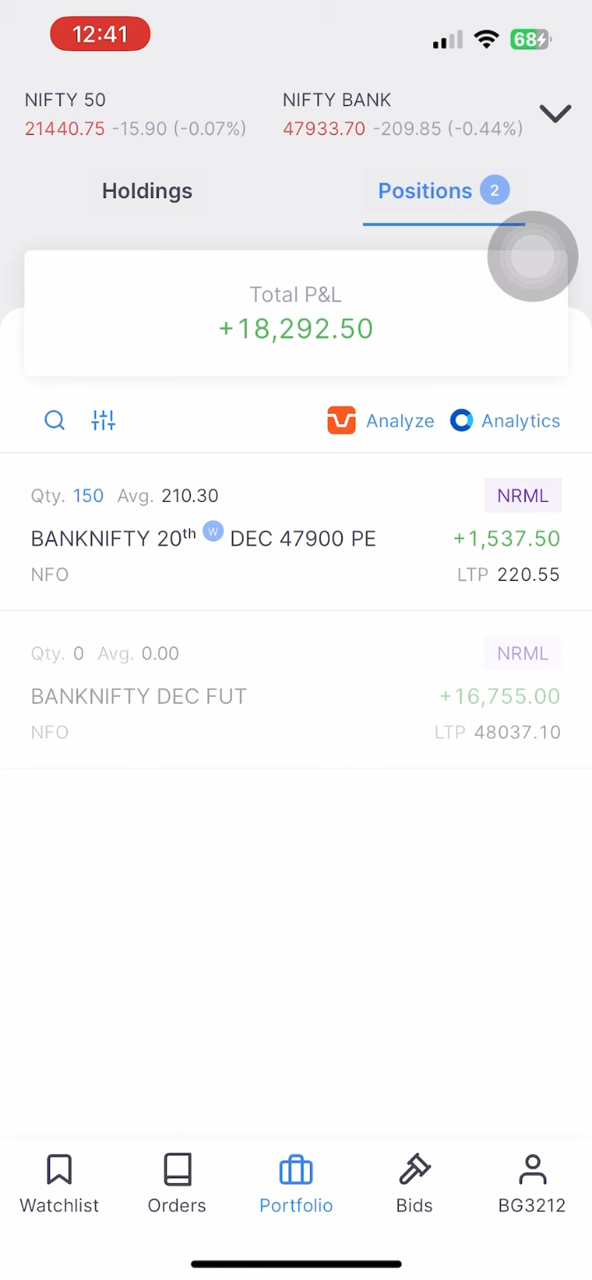 12:41
68
NIFTY 50
21440.75 -15.90 (-0.07%)
NIFTY BANK
47933.70 -209.85 (-0.44%)
Holdings
Positions 2
Total P&L
+18,292.50
Analyze
Analytics
Qty. 150 Avg. 210.30
NRML
BANKNIFTY 20th W DEC 47900 PE
+1,537.50
NFO
LTP 220.55
Qty. 0 Avg. 0.00
NRML
BANKNIFTY DEC FUT
+16,755.00
NFO
LTP 48037.10
Watchlist
Orders
Portfolio
Bids
BG3212